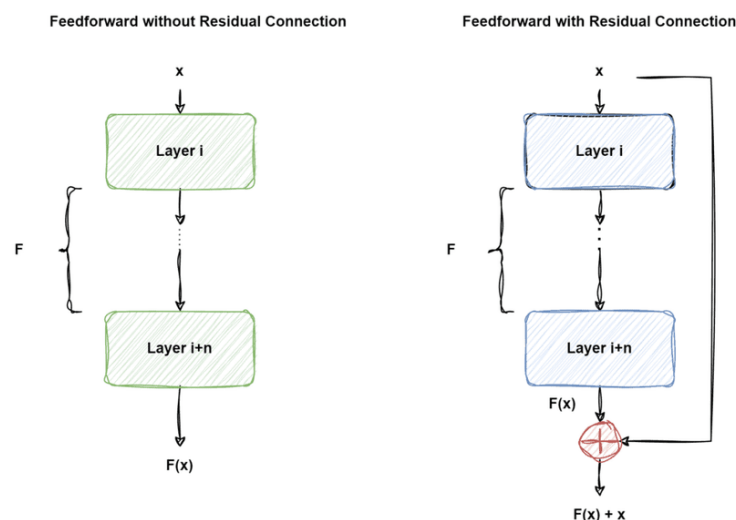 Feedforward without Residual Connection
x
Layer i
F
Layer i+n
F(x)
Feedforward with Residual Connection
x
Layer i
F
Layer i+n
F(x)
F(x) + x